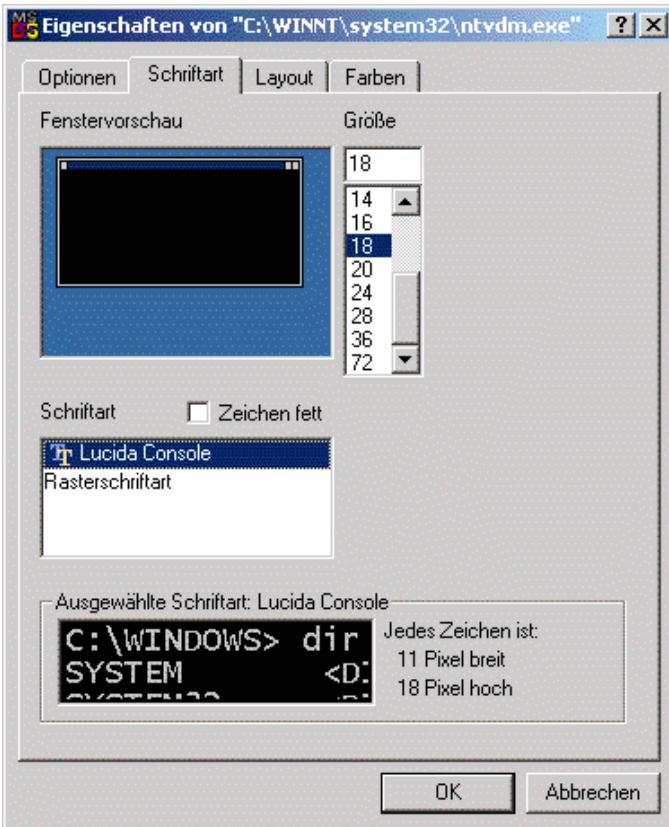 Eigenschaften von "C:\WINNT\system32\ntvdm.exe"
Optionen
Schriftart
Layout
Farben
Fenstervorschau
Größe
18
14
16
18
20
24
28
36
72
Schriftart
Zeichen fett
Lucida Console
Rasterschriftart
Ausgewählte Schriftart: Lucida Console
C:\WINDOWS> dir
SYSTEM <D
Jedes Zeichen ist:
11 Pixel breit
18 Pixel hoch
OK
Abbrechen